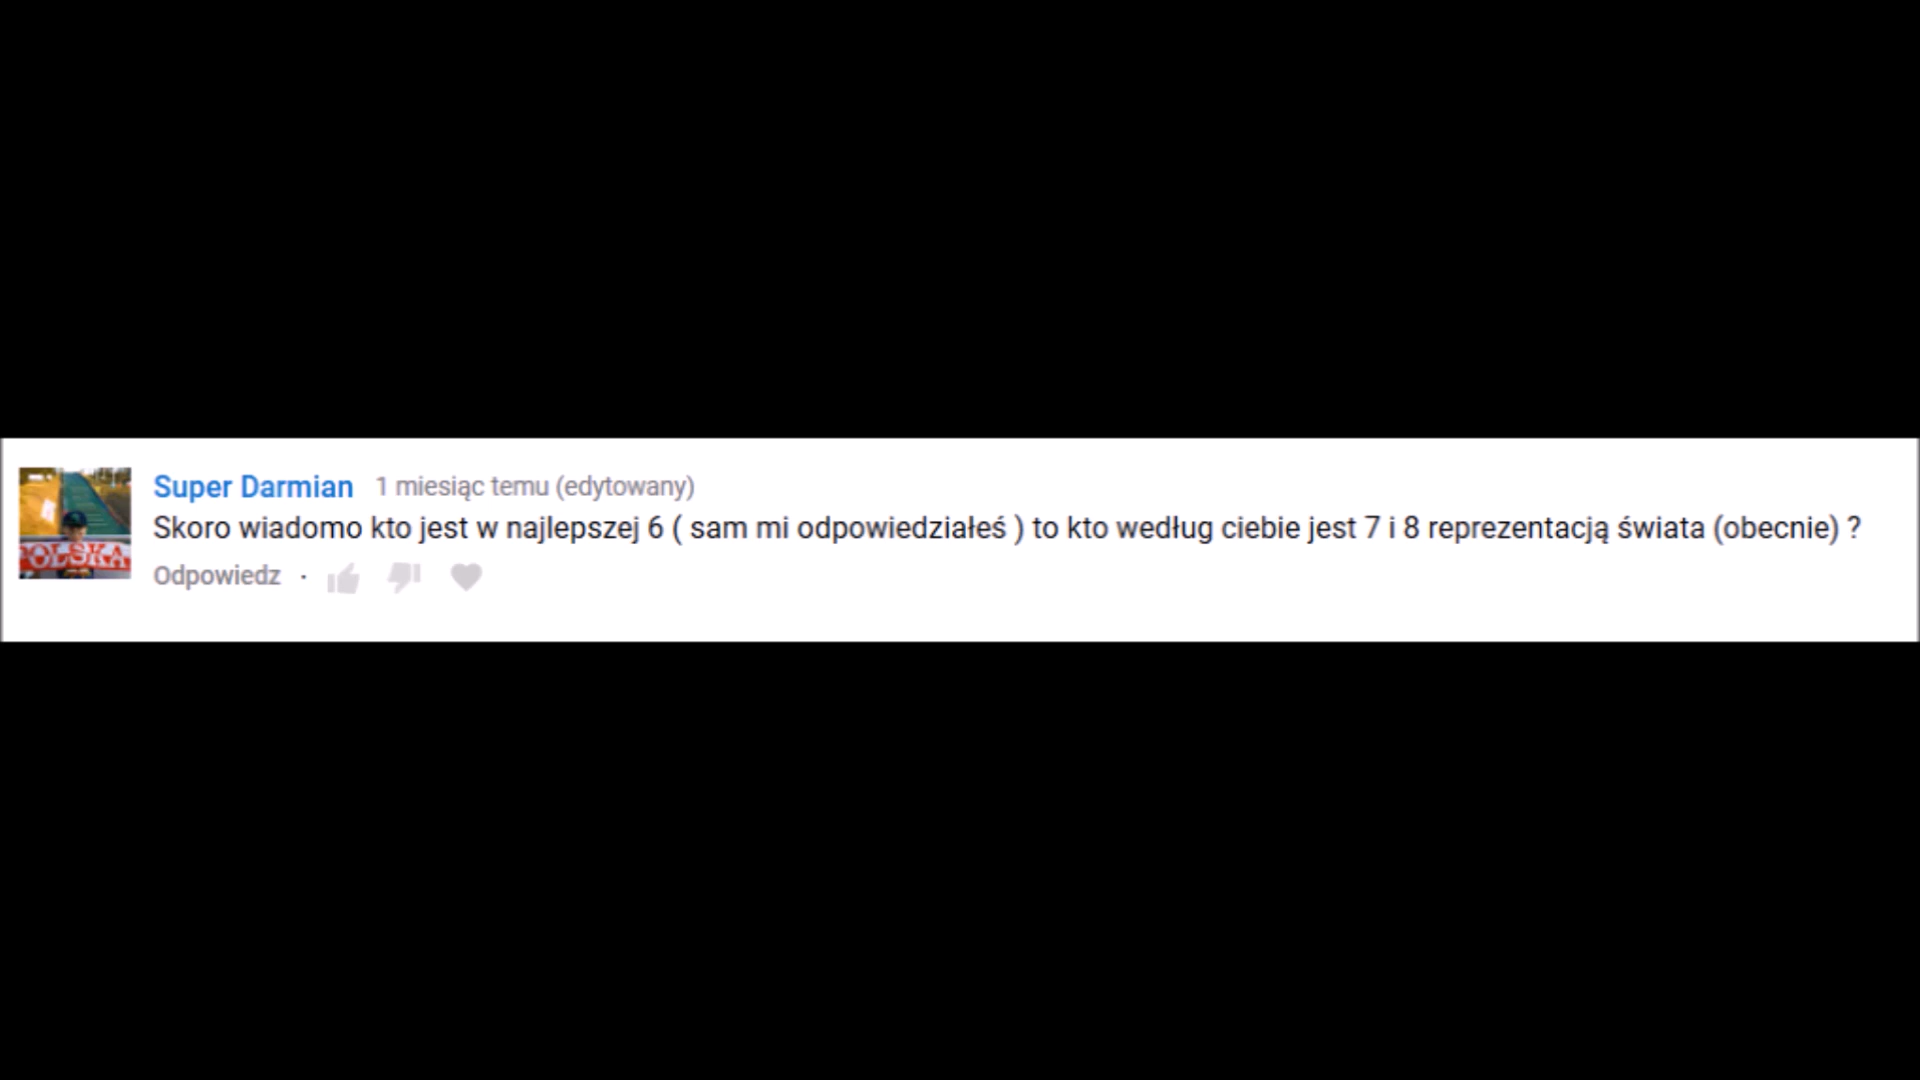 Super Darmian 1 miesiąc temu (edytowany)
Skoro wiadomo kto jest w najlepszej 6 ( sam mi odpowiedziałeś ) to kto według ciebie jest 7 i 8 reprezentacją świata (obecnie) ?
Odpowiedz ·
POLSKA